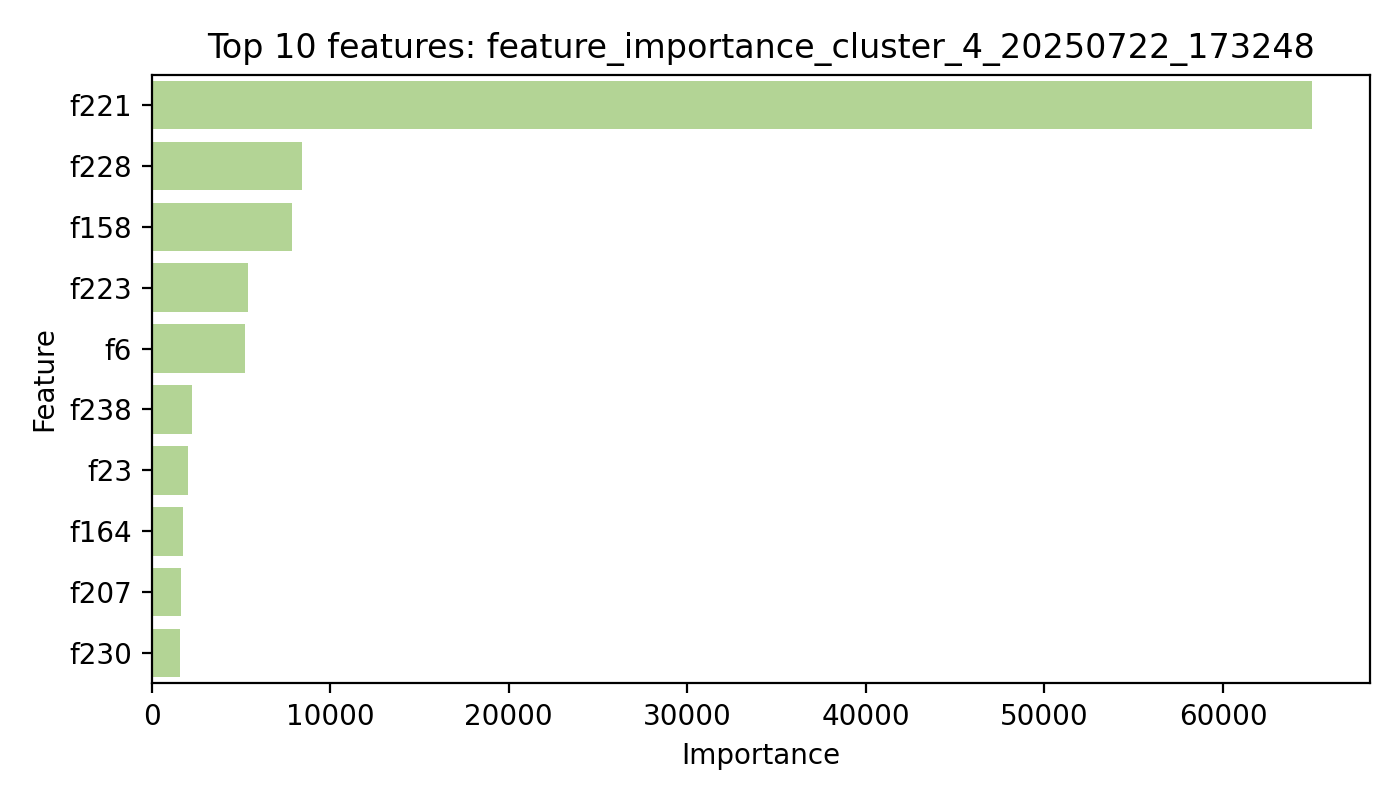 Top 10 features: feature_importance_cluster_4_20250722_173248
f221
f228
f158
f223
f6
f238
f23
f164
f207
f230
Feature
0 10000 20000 30000 40000 50000 60000
Importance